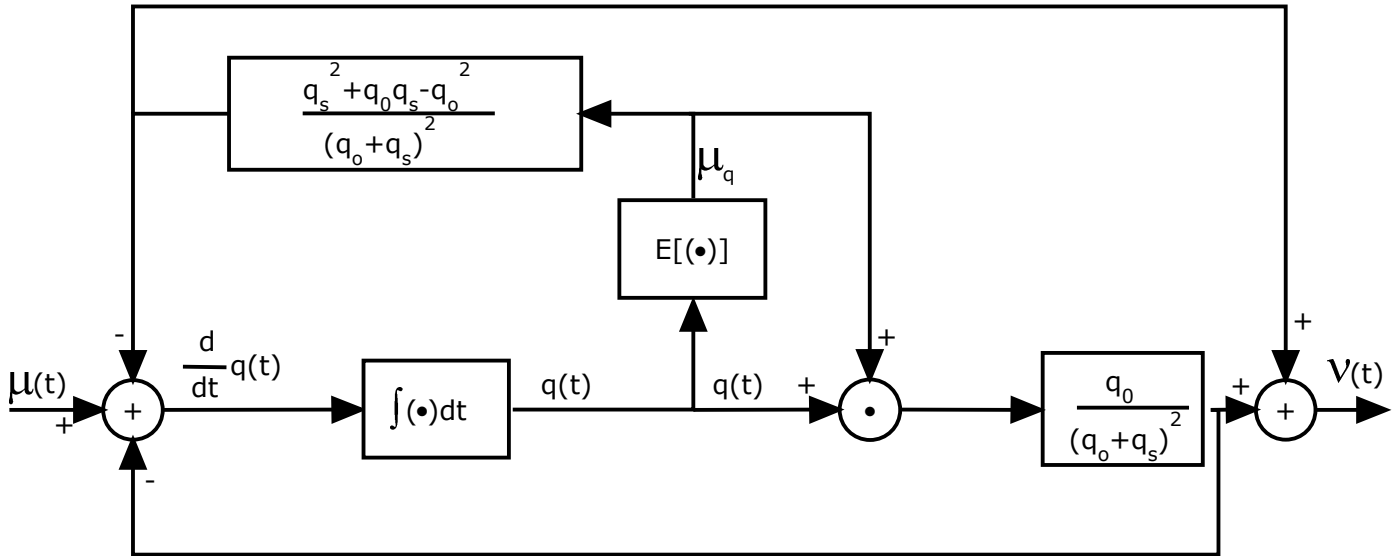 q_s^2+q_0q_s-q_o^2
(q_o+q_s)^2
μ_q
E[(•)]
-
+
+
d
dt
q(t)
μ(t)
+
+
∫(•)dt
q(t)
q(t)
+
•
q_0
(q_o+q_s)^2
+
+
ν(t)
-